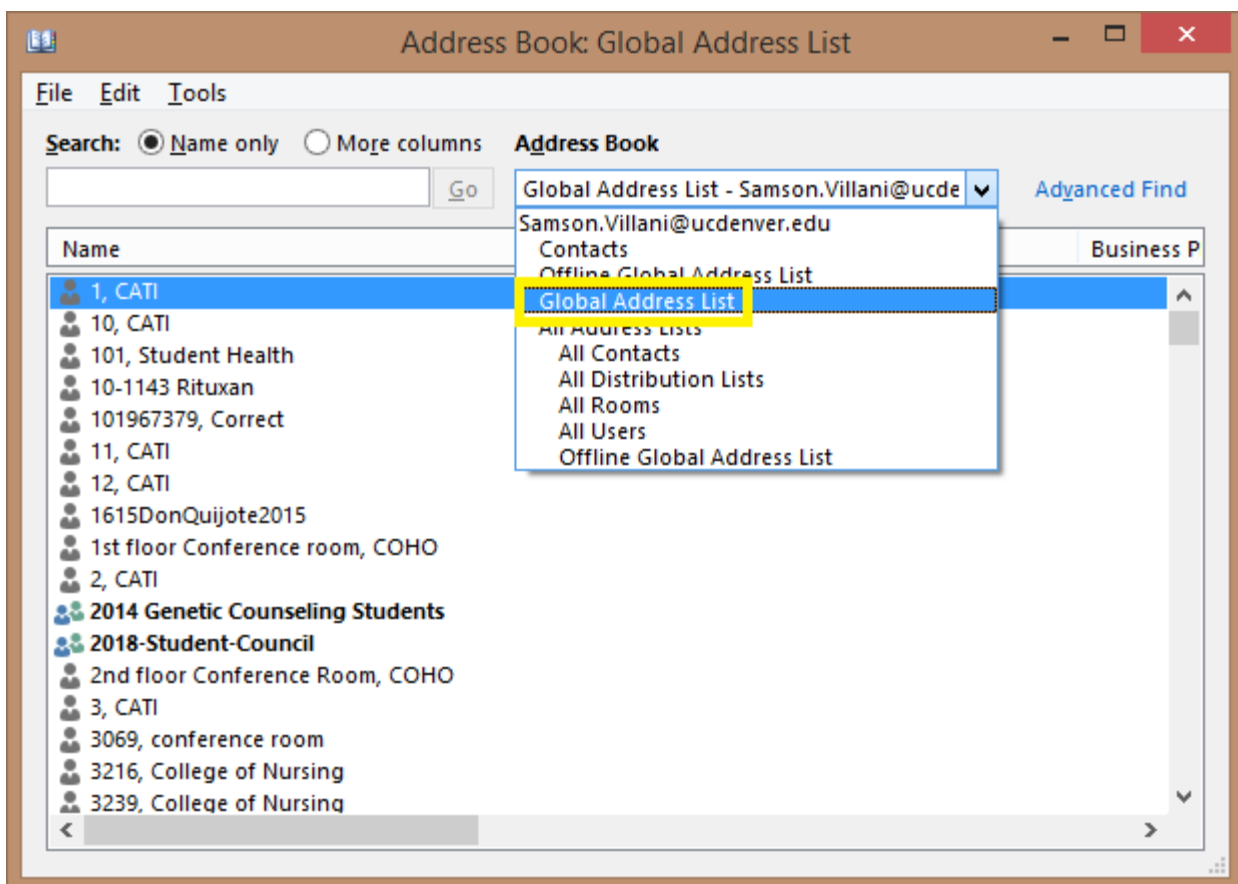 Address Book: Global Address List
File Edit Tools
Search: Name only More columns Address Book
Go Global Address List - Samson.Villani@ucde Advanced Find
Name Business P
Samson.Villani@ucdenver.edu
Contacts
Offline Global Address List
Global Address List
All Address Lists
All Contacts
All Distribution Lists
All Rooms
All Users
Offline Global Address List
1, CATI
10, CATI
101, Student Health
10-1143 Rituxan
101967379, Correct
11, CATI
12, CATI
1615DonQuijote2015
1st floor Conference room, COHO
2, CATI
2014 Genetic Counseling Students
2018-Student-Council
2nd floor Conference Room, COHO
3, CATI
3069, conference room
3216, College of Nursing
3239, College of Nursing